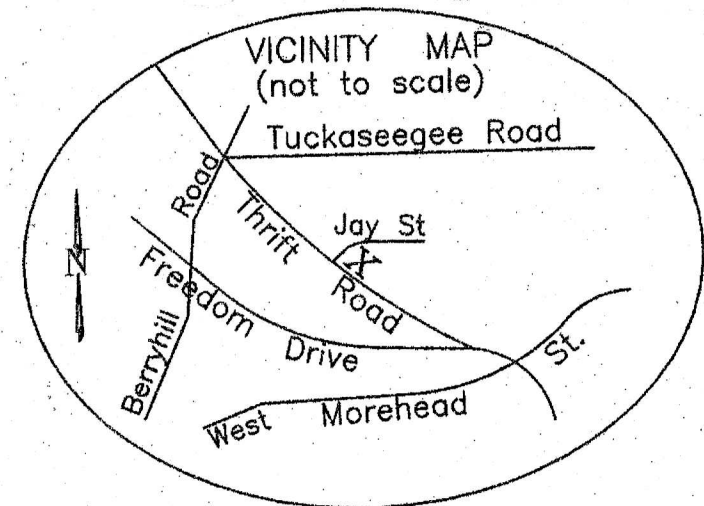 VICINITY MAP
(not to scale)
Tuckaseegee Road
Road
Thrift
Jay St
X
N
Freedom
Road
Drive
St.
Berryhill
West Morehead